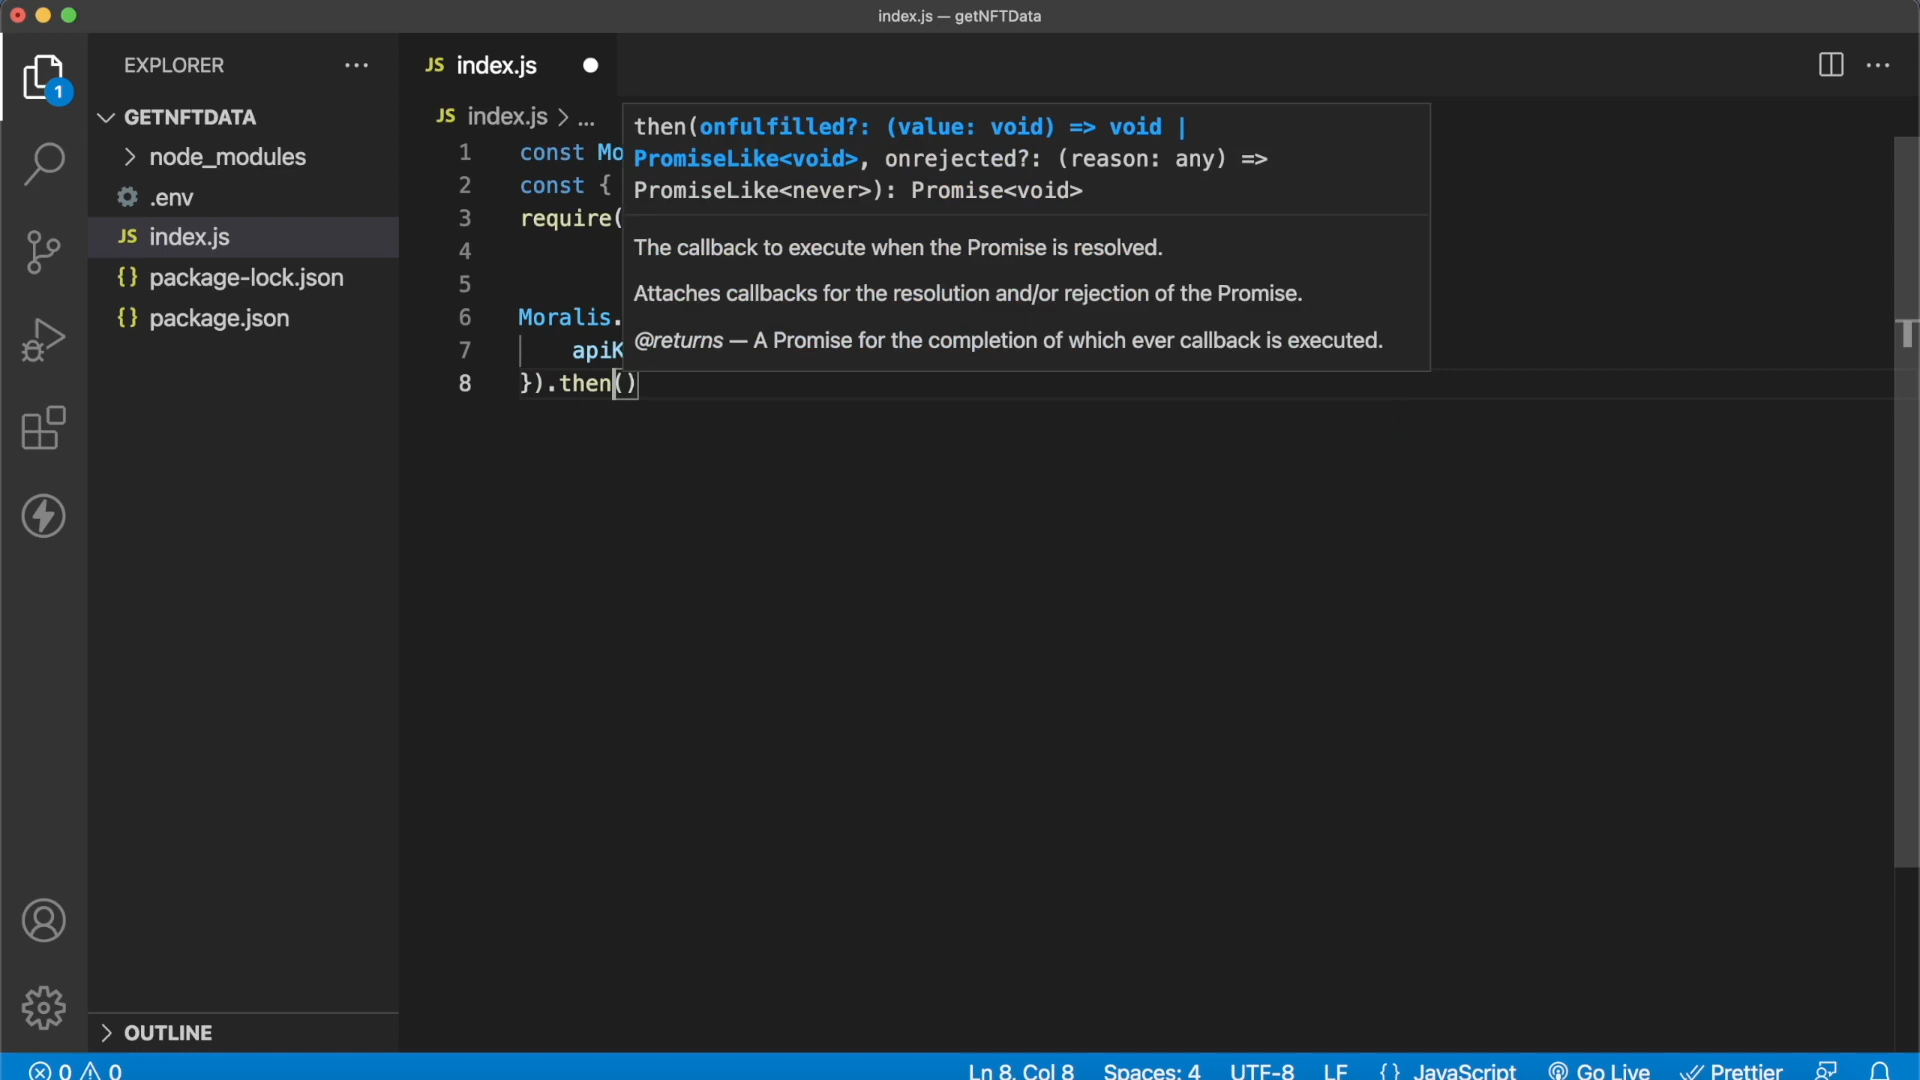 index.js — getNFTData
EXPLORER
JS index.js
1
GETNFTDATA
JS index.js > ...
node_modules
.env
JS index.js
{} package-lock.json
{} package.json
then(onfulfilled?: (value: void) => void |
PromiseLike<void>, onrejected?: (reason: any) =>
PromiseLike<never>): Promise<void>
The callback to execute when the Promise is resolved.
Attaches callbacks for the resolution and/or rejection of the Promise.
@returns — A Promise for the completion of which ever callback is executed.
1 const Mo
2 const {
3 require(
4
5
6 Moralis.
7 apiK
8 }).then()
OUTLINE
0 0
Ln 8, Col 8 Spaces: 4 UTF-8 LF {} JavaScript Go Live Prettier